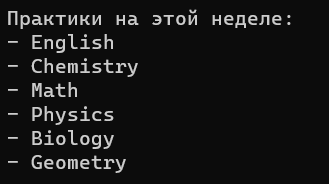 Практики на этой неделе:
- English
- Chemistry
- Math
- Physics
- Biology
- Geometry